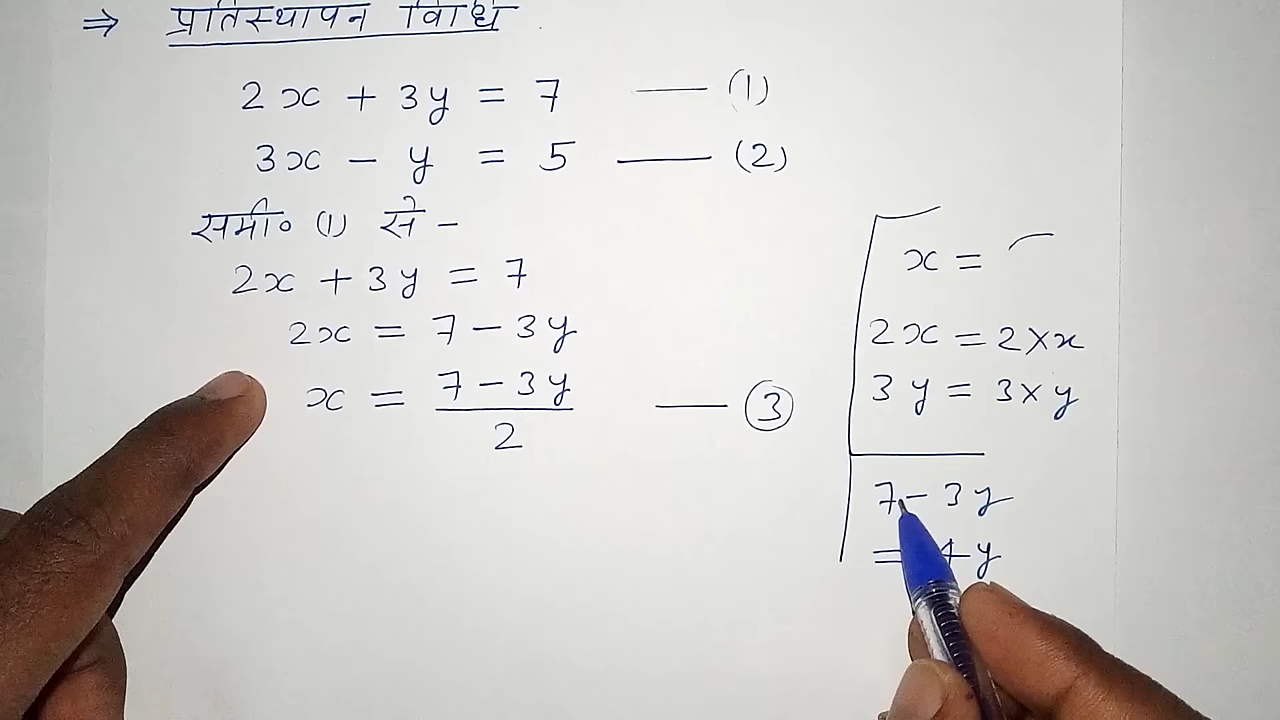 ⇒ प्रतिस्थापन विधि
2x + 3y = 7 —— (1)
3x - y = 5 —— (2)
समी० (1) से -
2x + 3y = 7
2x = 7 - 3y
x = 7 - 3y —— ③
2
x =
2x = 2×x
3y = 3×y
7 - 3y
= 4y